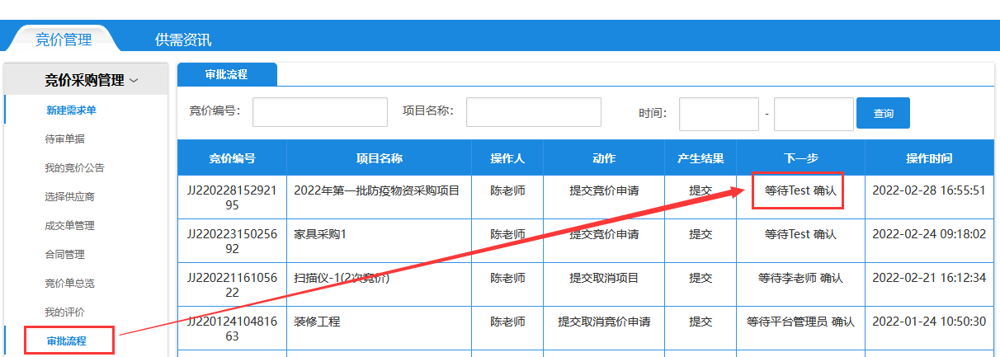 竞价管理
供需资讯
竞价采购管理
新建需求单
待审单据
我的竞价公告
选择供应商
成交单管理
合同管理
竞价单总览
我的评价
审批流程
审批流程
竞价编号：
项目名称：
时间：
-
查询
竞价编号 项目名称 操作人 动作 产生结果 下一步 操作时间
JJ220228152921 2022年第一批防疫物资采购项目 陈老师 提交竞价申请 提交 等待Test 确认 2022-02-28 16:55:51
95
JJ220223150256 家具采购1 陈老师 提交竞价申请 提交 等待Test 确认 2022-02-24 09:18:02
92
JJ220221161056 扫描仪-1(2次竞价) 陈老师 提交取消项目 提交 等待李老师 确认 2022-02-21 16:12:34
22
JJ220124104816 装修工程 陈老师 提交取消竞价申请 提交 等待平台管理员 确认 2022-01-24 10:50:30
63